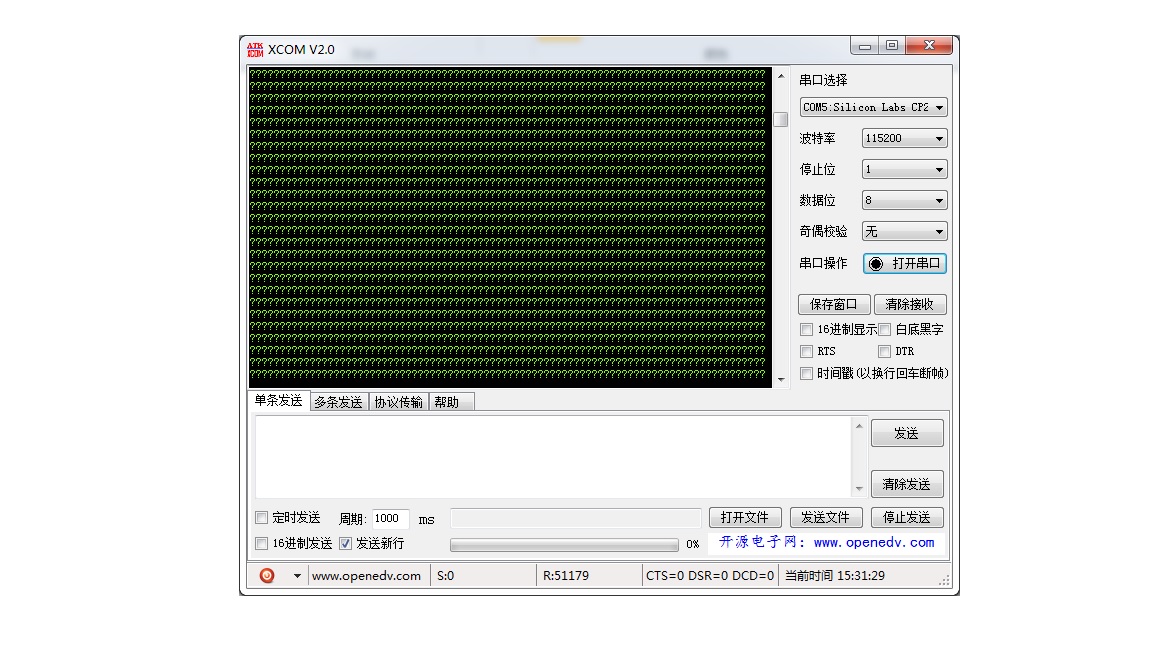 XCOM V2.0
????????????????????????????????????????????????????????????????????????????????????
串口选择
COM5:Silicon Labs CP2
波特率 115200
停止位 1
数据位 8
奇偶校验 无
串口操作 打开串口
保存窗口 清除接收
16进制显示 白底黑字
RTS DTR
时间戳(以换行回车断帧)
单条发送 多条发送 协议传输 帮助
发送
清除发送
定时发送 周期: 1000 ms 打开文件 发送文件 停止发送
16进制发送 发送新行 0% 开源电子网: www.openedv.com
www.openedv.com S:0 R:51179 CTS=0 DSR=0 DCD=0 当前时间 15:31:29